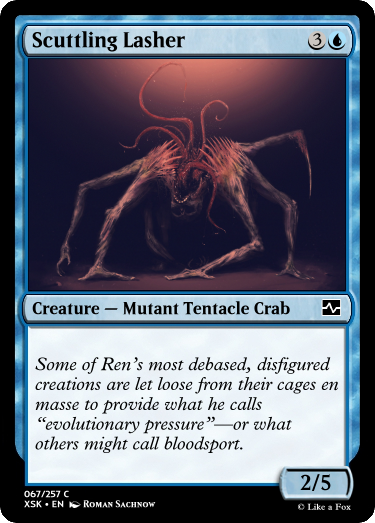 Scuttling Lasher 3
Creature — Mutant Tentacle Crab
Some of Ren's most debased, disfigured
creations are let loose from their cages en
masse to provide what he calls
“evolutionary pressure”—or what
others might call bloodsport.
2/5
067/257 C
XSK • EN Roman Sachnow
© Like a Fox